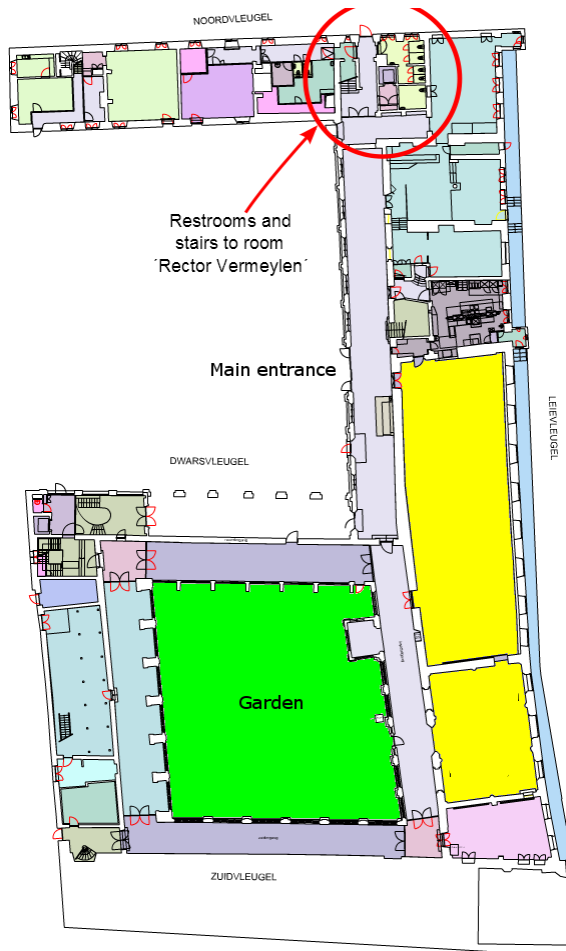 NOORDVLEUGEL
Restrooms and
stairs to room
´Rector Vermeylen´
Main entrance
LEIEVLEUGEL
DWARSVLEUGEL
Garden
ZUIDVLEUGEL